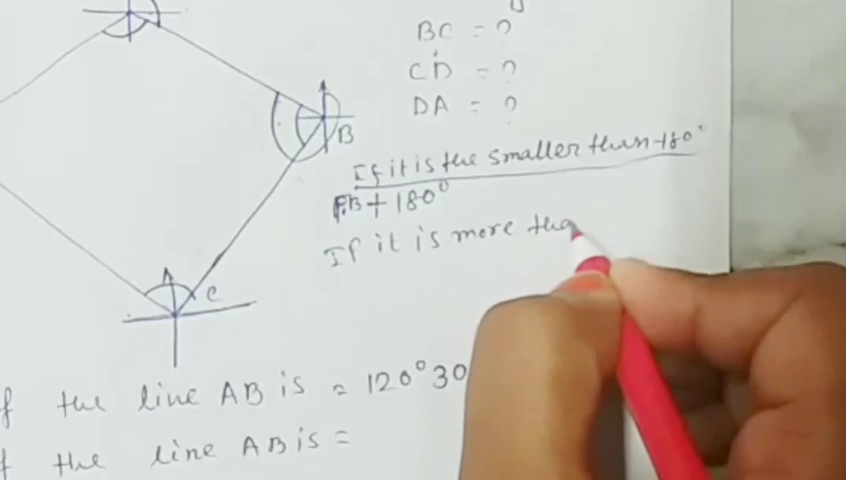 BC = ?
CD = ?
DA = ?
B
If it is the smaller than 180°
F.B + 180°
If it is more tha
C
f the line AB is = 120°30
f the line AB is =